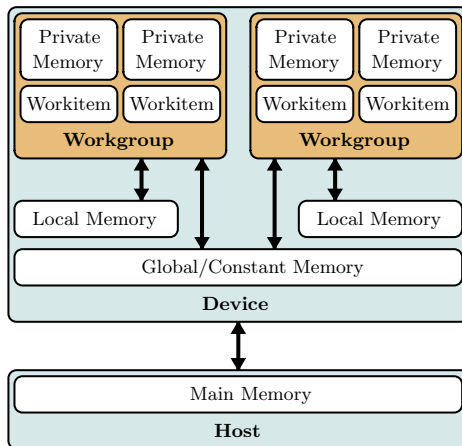 Private Memory
Private Memory
Private Memory
Private Memory
Workitem
Workitem
Workitem
Workitem
Workgroup
Workgroup
Local Memory
Local Memory
Global/Constant Memory
Device
Main Memory
Host